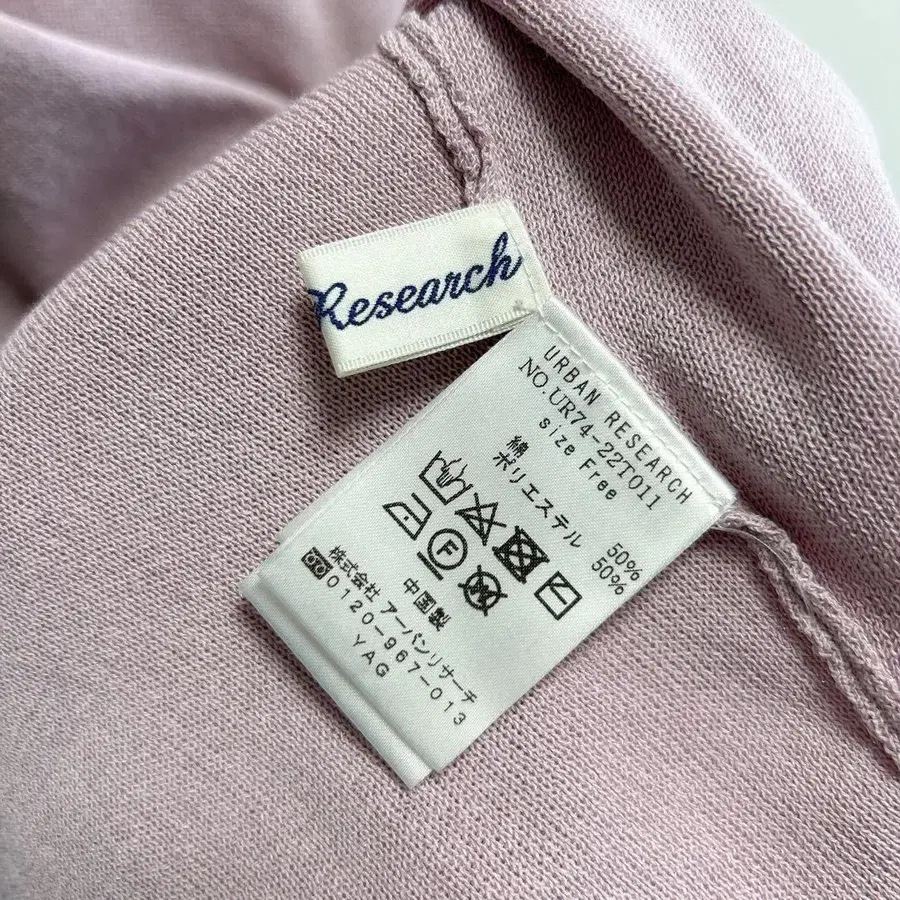 Research
URBAN RESEARCH
NO.UR74-22T011
size Free
綿 50%
ポリエステル 50%
F
中国製
株式会社 アーバンリサーチ
0120-967-013
YAG